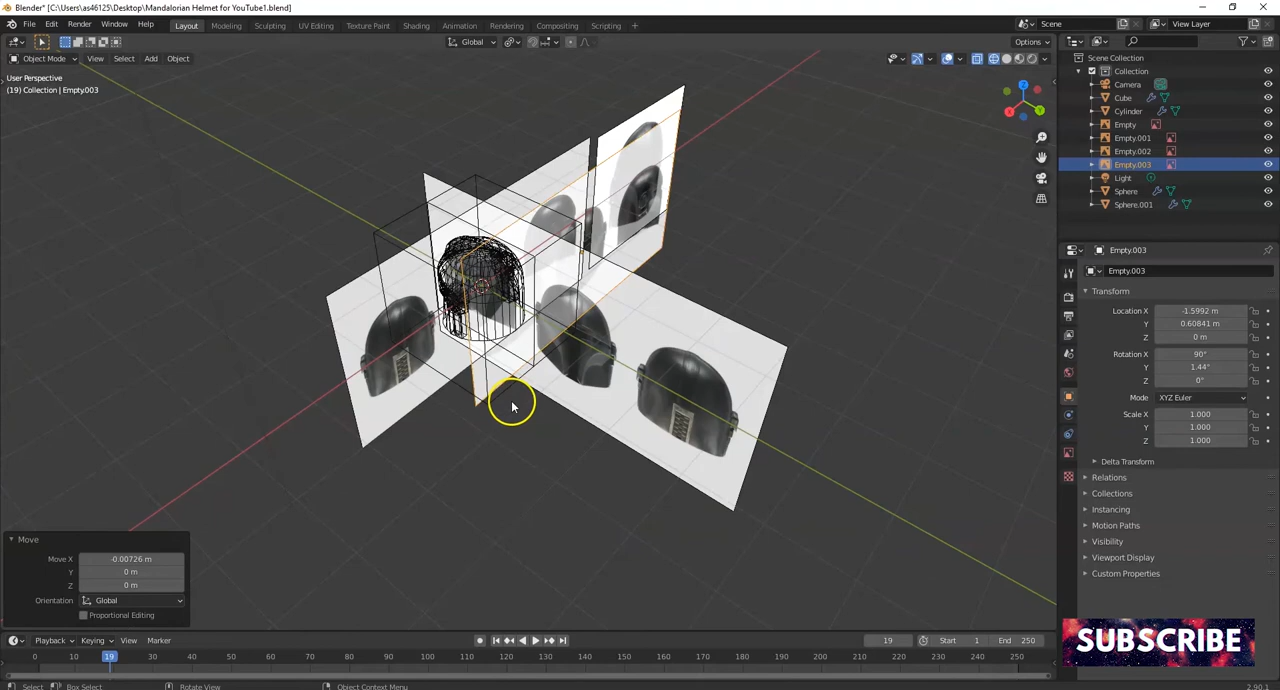 Blender* [C:\Users\as46125\Desktop\Mandalorian Helmet for YouTube1.blend]
File Edit Render Window Help
Layout Modeling Sculpting UV Editing Texture Paint Shading Animation Rendering Compositing Scripting +
Scene
View Layer
Global
Options
Object Mode View Select Add Object
User Perspective
(19) Collection | Empty.003
Scene Collection
Collection
Camera
Cube
Cylinder
Empty
Empty.001
Empty.002
Empty.003
Light
Sphere
Sphere.001
Empty.003
Empty.003
Transform
Location X -1.5992 m
Y 0.60841 m
Z 0 m
Rotation X 90°
Y 1.44°
Z 0°
Mode XYZ Euler
Scale X 1.000
Y 1.000
Z 1.000
Delta Transform
Relations
Collections
Instancing
Motion Paths
Visibility
Viewport Display
Custom Properties
Move
Move X -0.00726 m
Y 0 m
Z 0 m
Orientation Global
Proportional Editing
SUBSCRIBE
Playback Keying View Marker
19 Start 1 End 250
0 10 19 30 40 50 60 70 80 90 100 110 120 130 140 150 160 170 180 190 200 210 220 230 240 250
Select Box Select Rotate View Object Context Menu 2.90.1